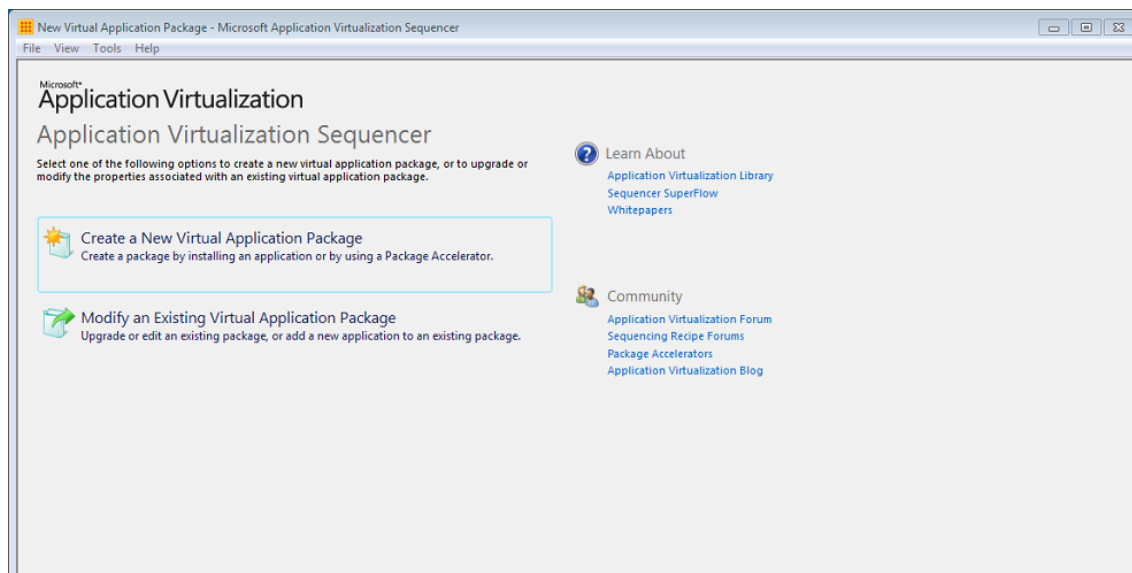 New Virtual Application Package - Microsoft Application Virtualization Sequencer
File View Tools Help
Microsoft®
Application Virtualization
Application Virtualization Sequencer
Select one of the following options to create a new virtual application package, or to upgrade or
modify the properties associated with an existing virtual application package.
Create a New Virtual Application Package
Create a package by installing an application or by using a Package Accelerator.
Modify an Existing Virtual Application Package
Upgrade or edit an existing package, or add a new application to an existing package.
Learn About
Application Virtualization Library
Sequencer SuperFlow
Whitepapers
Community
Application Virtualization Forum
Sequencing Recipe Forums
Package Accelerators
Application Virtualization Blog